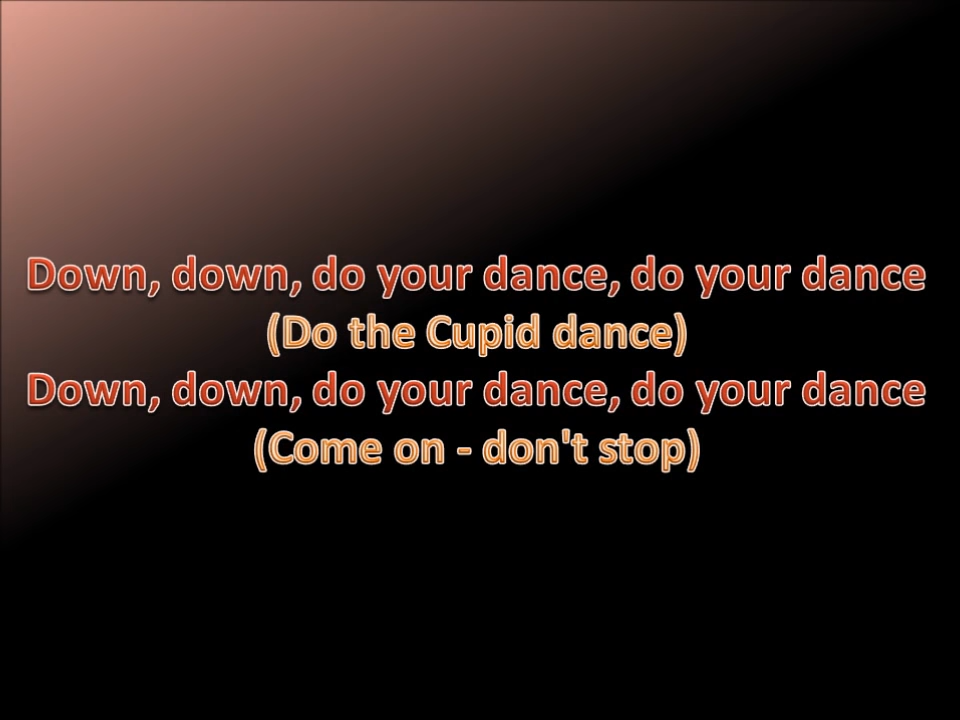 Down, down, do your dance, do your dance
(Do the Cupid dance)
Down, down, do your dance, do your dance
(Come on - don't stop)